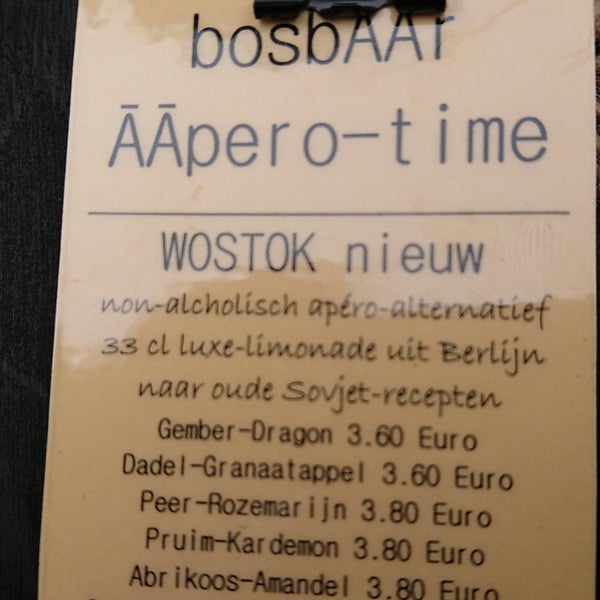 bosbAAr
ĀĀpero-time
WOSTOK nieuw
non-alcholisch apéro-alternatief
33 cl luxe-limonade uit Berlijn
naar oude Sovjet-recepten
Gember-Dragon 3.60 Euro
Dadel-Granaatappel 3.60 Euro
Peer-Rozemarijn 3.80 Euro
Pruim-Kardemon 3.80 Euro
Abrikoos-Amandel 3.80 Euro